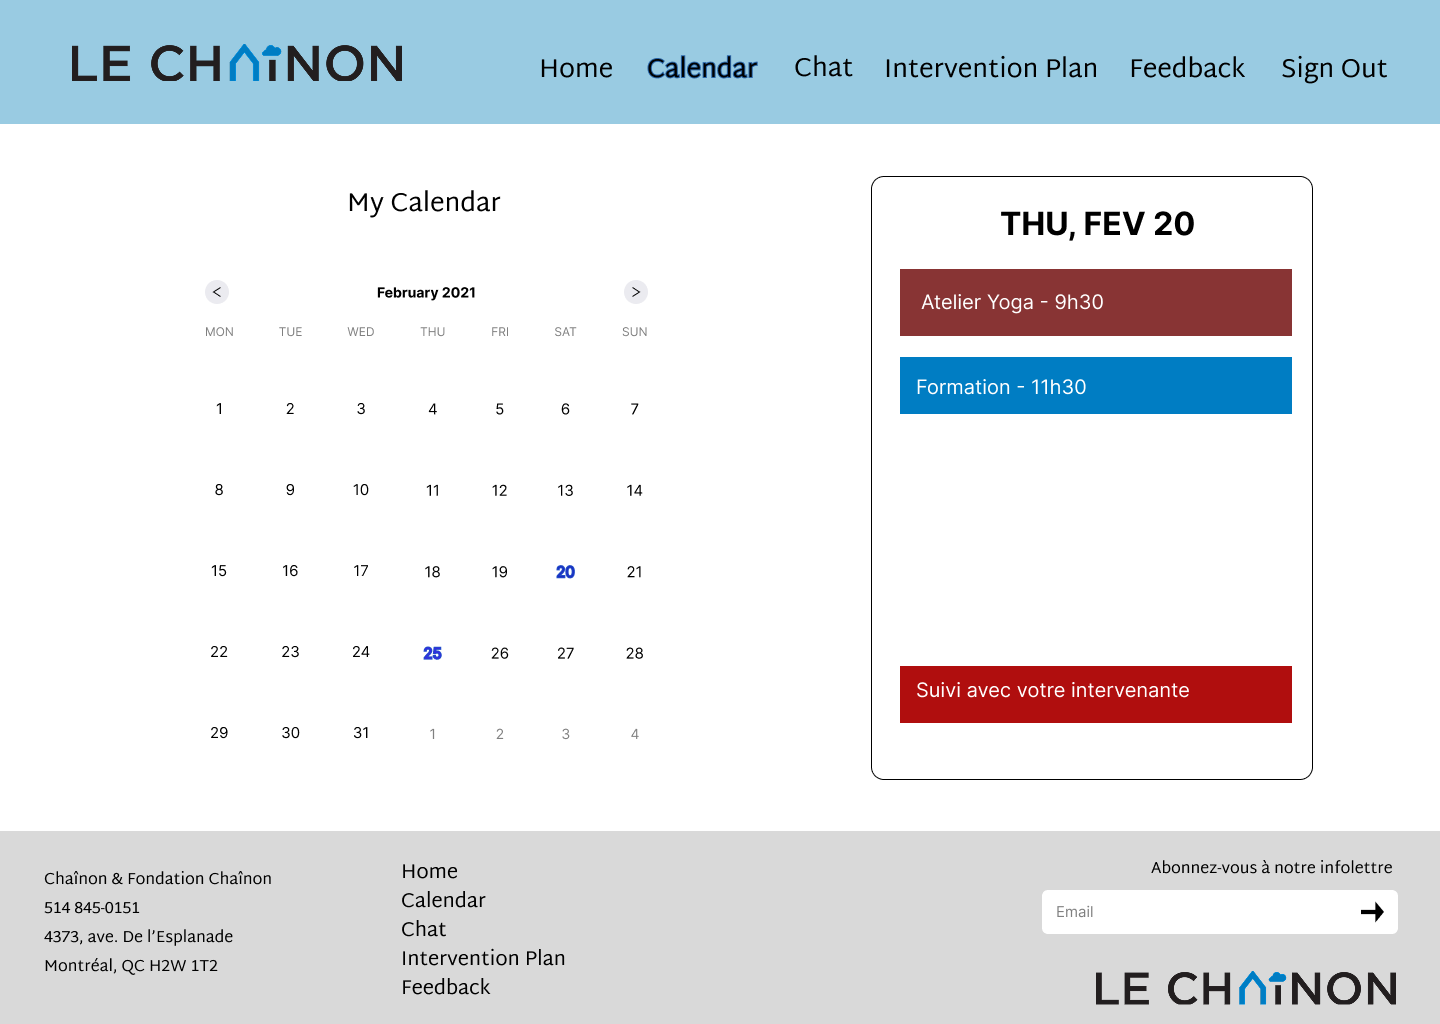 LE CHAÎNON
Home Calendar Chat Intervention Plan Feedback Sign Out
My Calendar
< February 2021 >
MON TUE WED THU FRI SAT SUN
1 2 3 4 5 6 7
8 9 10 11 12 13 14
15 16 17 18 19 20 21
22 23 24 25 26 27 28
29 30 31 1 2 3 4
THU, FEV 20
Atelier Yoga - 9h30
Formation - 11h30
Suivi avec votre intervenante
Chaînon & Fondation Chaînon
514 845-0151
4373, ave. De l’Esplanade
Montréal, QC H2W 1T2
Home
Calendar
Chat
Intervention Plan
Feedback
Abonnez-vous à notre infolettre
Email
LE CHAÎNON